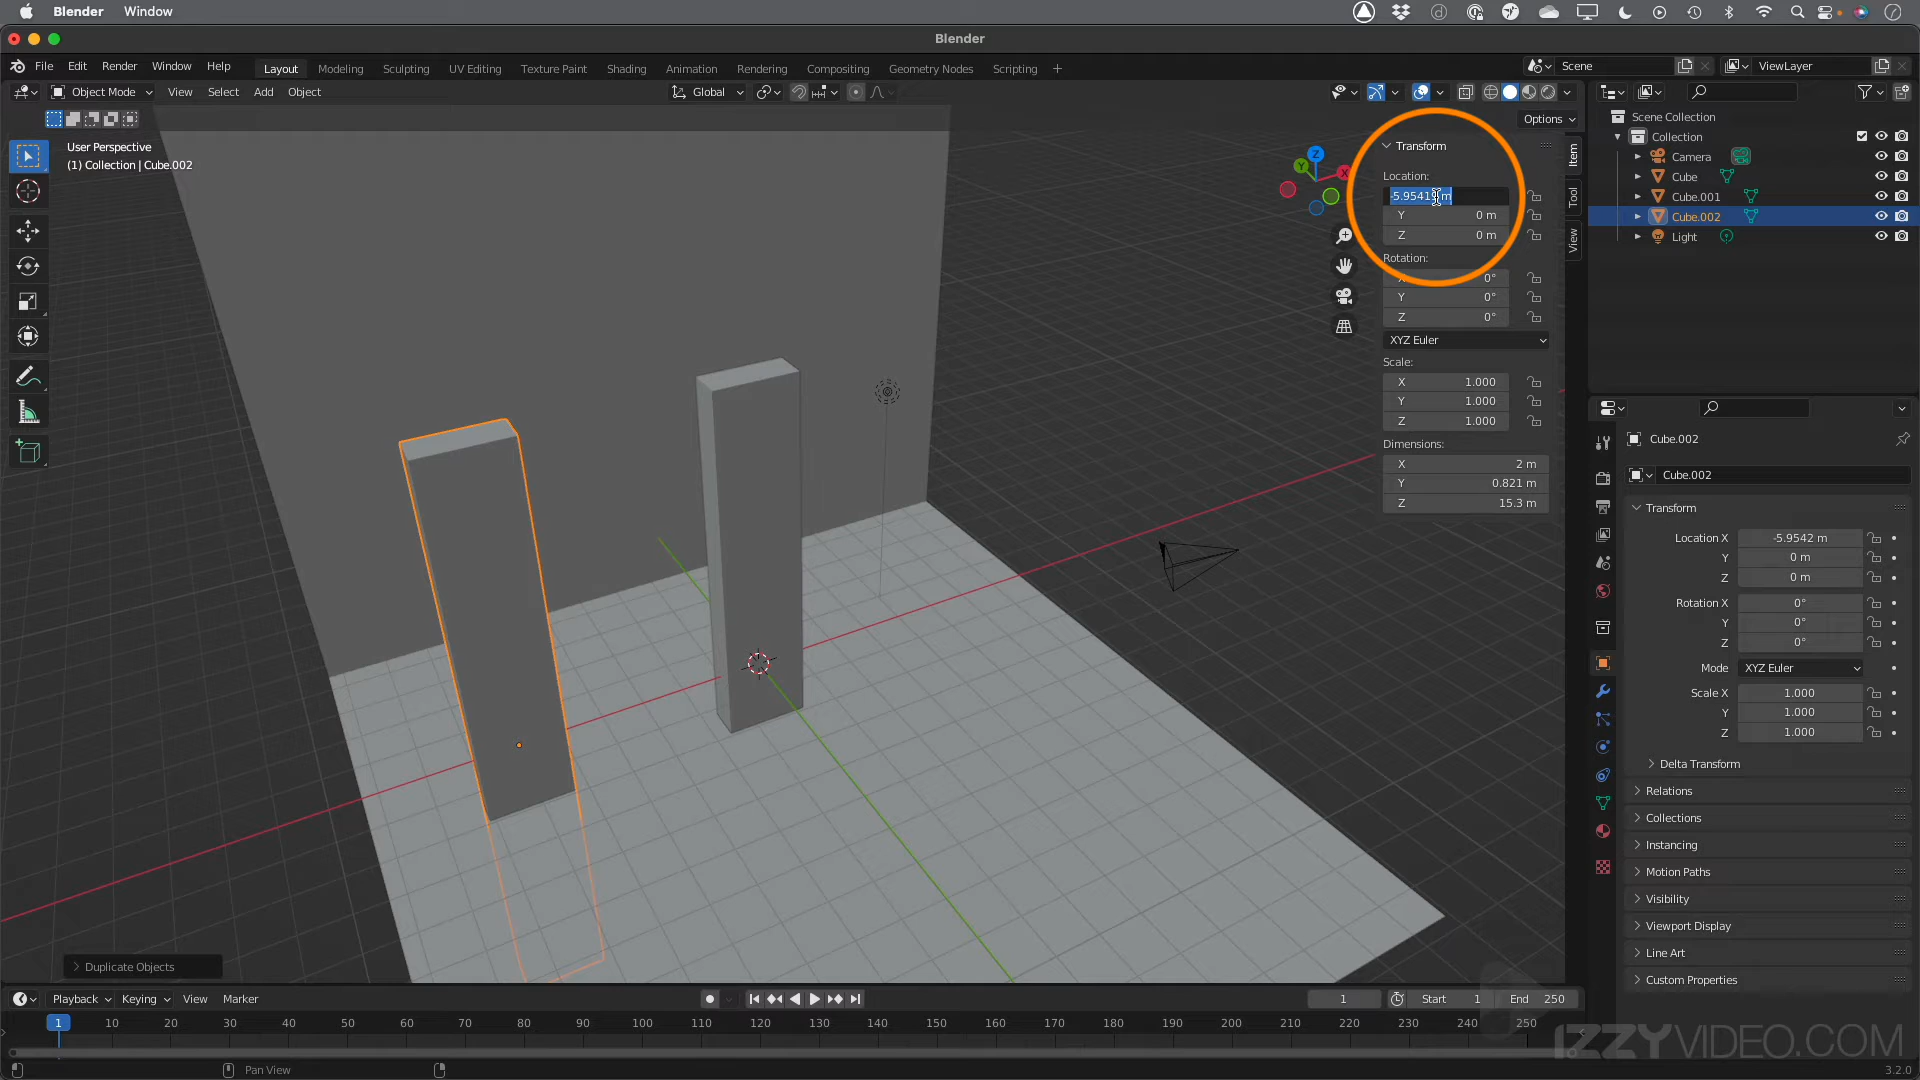 Blender Window
Blender
File Edit Render Window Help
Layout Modeling Sculpting UV Editing Texture Paint Shading Animation Rendering Compositing Geometry Nodes Scripting +
Scene
ViewLayer
Object Mode View Select Add Object
Global
Options
User Perspective
(1) Collection | Cube.002
Z
Y
X
Transform
Location:
Y 0 m
Z 0 m
Rotation:
X 0°
Y 0°
Z 0°
XYZ Euler
Scale:
X 1.000
Y 1.000
Z 1.000
Dimensions:
X 2 m
Y 0.821 m
Z 15.3 m
Item
Tool
View
Scene Collection
Collection
Camera
Cube
Cube.001
Cube.002
Light
Cube.002
Cube.002
Transform
Location X -5.9542 m
Y 0 m
Z 0 m
Rotation X 0°
Y 0°
Z 0°
Mode XYZ Euler
Scale X 1.000
Y 1.000
Z 1.000
Delta Transform
Relations
Collections
Instancing
Motion Paths
Visibility
Viewport Display
Line Art
Custom Properties
Duplicate Objects
Playback Keying View Marker
1
Start 1
End 250
1 10 20 30 40 50 60 70 80 90 100 110 120 130 140 150 160 170 180 190 200 210 220 230 240 250
Pan View
3.2.0
IZZYVIDEO.COM